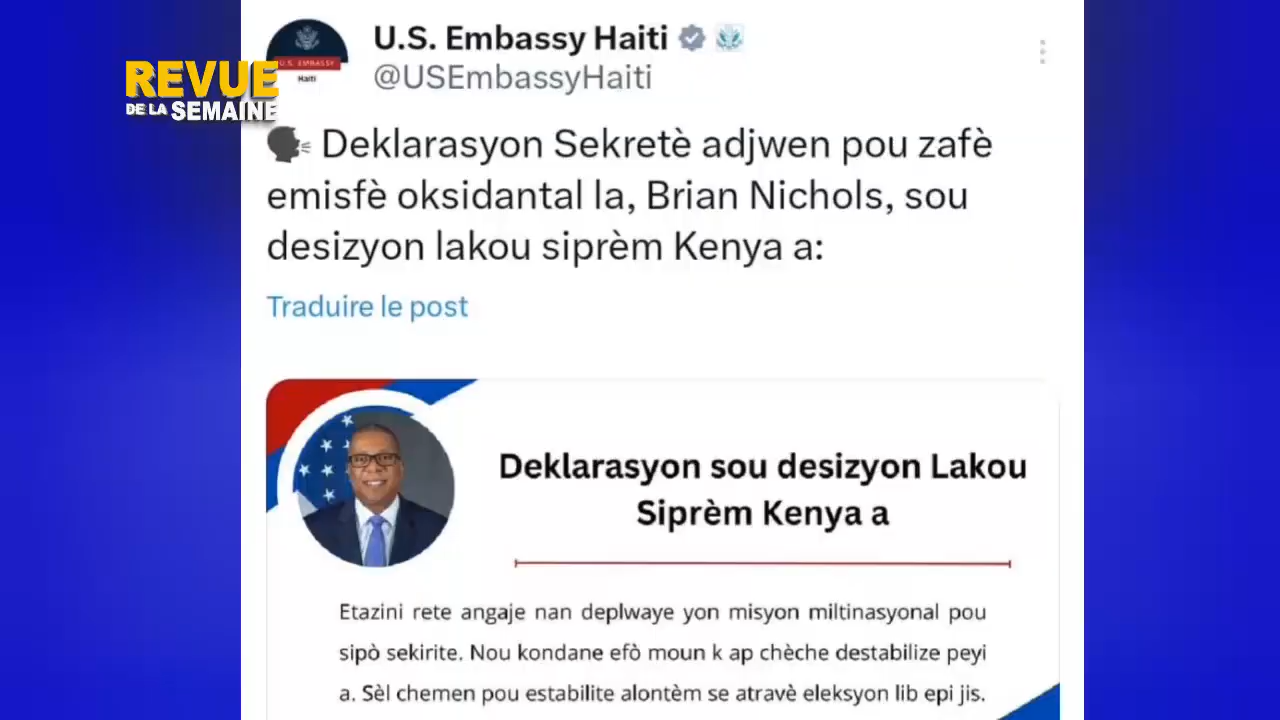 U.S. Embassy Haiti
@USEmbassyHaiti
U.S. EMBASSY
Haiti
REVUE
DE LA SEMAINE
🗣 Deklarasyon Sekretè adjwen pou zafè
emisfè oksidantal la, Brian Nichols, sou
desizyon lakou siprèm Kenya a:
Traduire le post
Deklarasyon sou desizyon Lakou
Siprèm Kenya a
Etazini rete angaje nan deplwaye yon misyon miltinasyonal pou
sipò sekirite. Nou kondane efò moun k ap chèche destabilize peyi
a. Sèl chemen pou estabilite alontèm se atravè eleksyon lib epi jis.